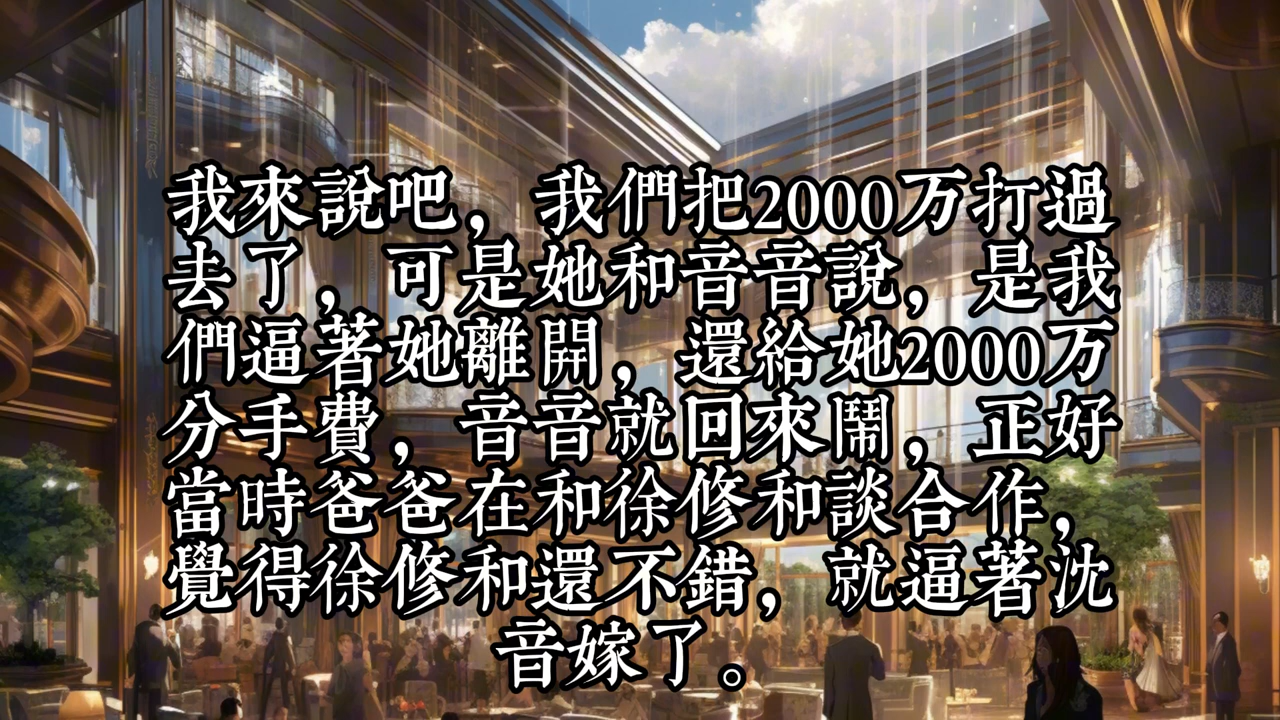 我來說吧，我們把2000万打過
去了，可是她和音音說，是我
們逼著她離開，還給她2000万
分手費，音音就回來鬧，正好
當時爸爸在和徐修和談合作，
覺得徐修和還不錯，就逼著沈
音嫁了。